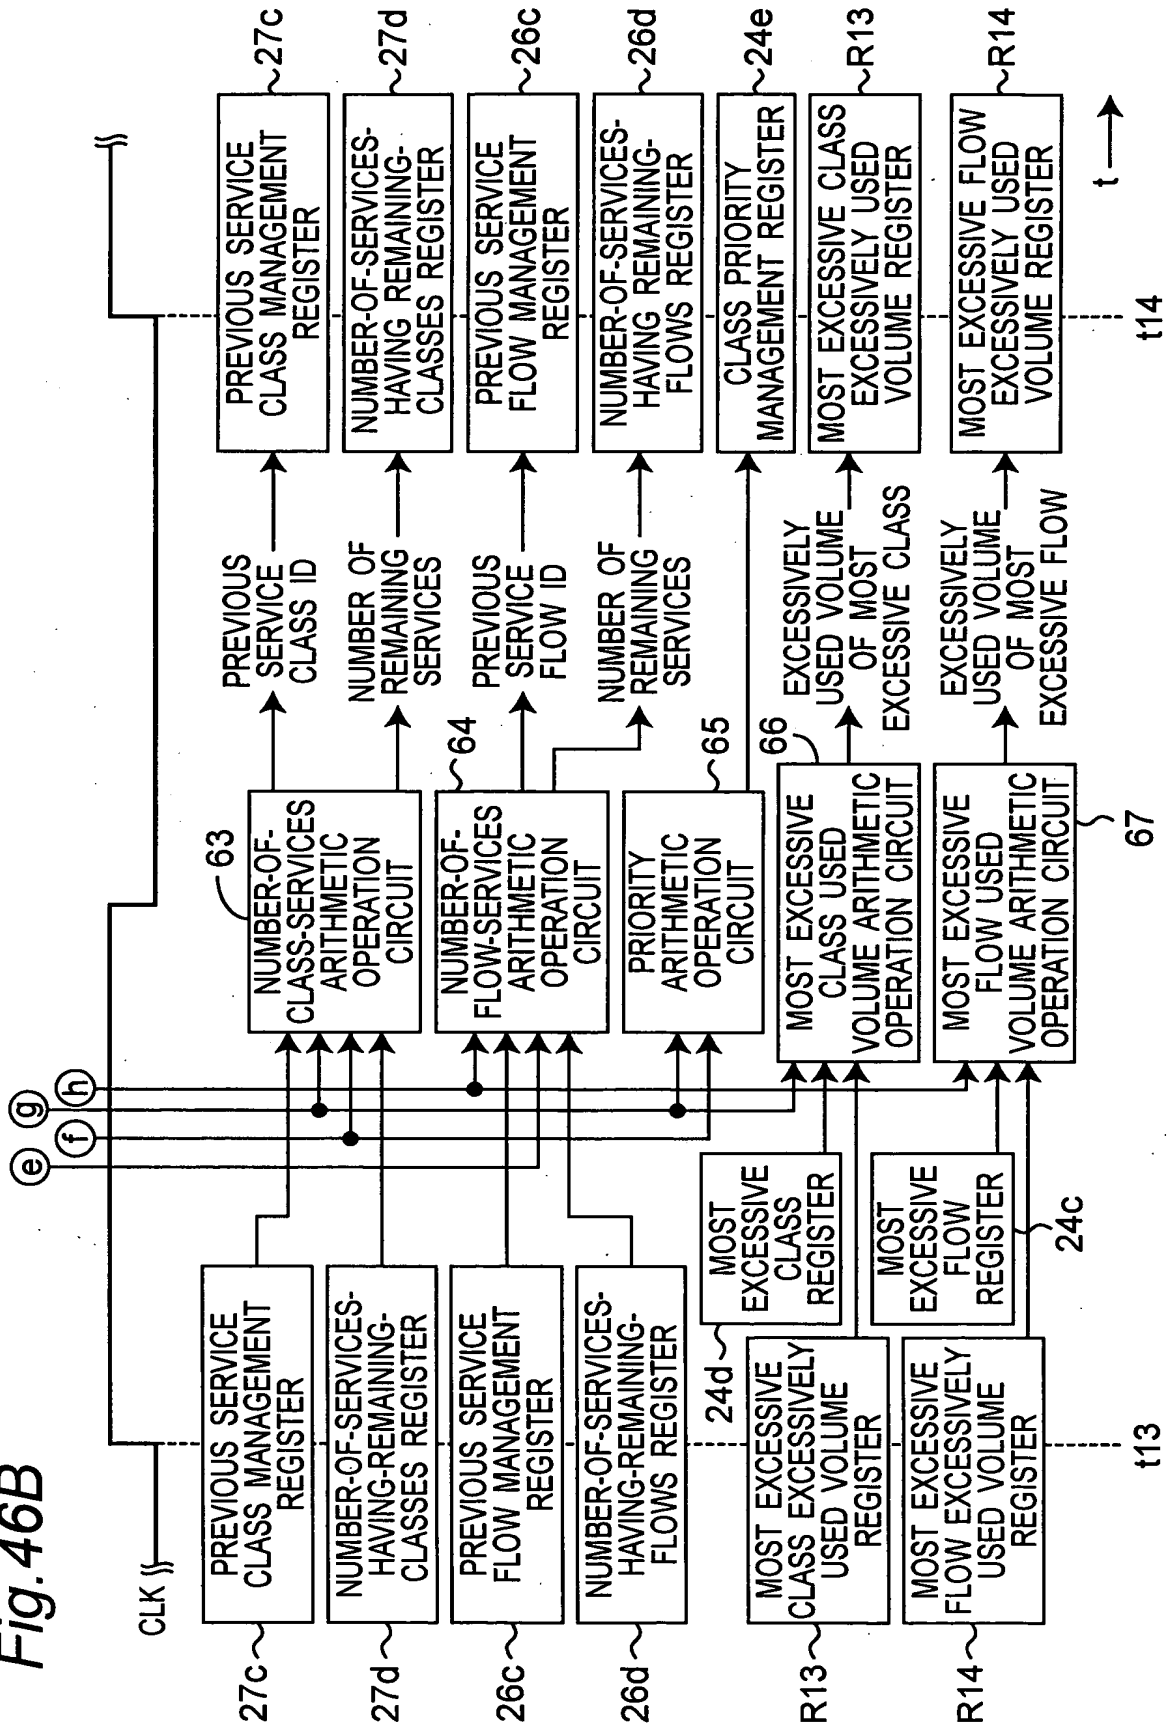 Fig. 46B
CLK
e
g
f
h
27c
PREVIOUS SERVICE
CLASS MANAGEMENT
REGISTER
27d
NUMBER-OF-SERVICES-
HAVING-REMAINING-
CLASSES REGISTER
26c
PREVIOUS SERVICE
FLOW MANAGEMENT
REGISTER
26d
NUMBER-OF-SERVICES-
HAVING-REMAINING-
FLOWS REGISTER
24d
MOST
EXCESSIVE
CLASS
REGISTER
R13
MOST EXCESSIVE
CLASS EXCESSIVELY
USED VOLUME
REGISTER
MOST
EXCESSIVE
FLOW
REGISTER
24c
R14
MOST EXCESSIVE
FLOW EXCESSIVELY
USED VOLUME
REGISTER
t13
63
NUMBER-OF-
CLASS-SERVICES
ARITHMETIC
OPERATION
CIRCUIT
64
NUMBER-OF-
FLOW-SERVICES
ARITHMETIC
OPERATION
CIRCUIT
65
PRIORITY
ARITHMETIC
OPERATION
CIRCUIT
66
MOST EXCESSIVE
CLASS USED
VOLUME ARITHMETIC
OPERATION CIRCUIT
MOST EXCESSIVE
FLOW USED
VOLUME ARITHMETIC
OPERATION CIRCUIT
67
PREVIOUS
SERVICE
CLASS ID
NUMBER OF
REMAINING
SERVICES
PREVIOUS
SERVICE
FLOW ID
NUMBER OF
REMAINING
SERVICES
EXCESSIVELY
USED VOLUME
OF MOST
EXCESSIVE CLASS
EXCESSIVELY
USED VOLUME
OF MOST
EXCESSIVE FLOW
PREVIOUS SERVICE
CLASS MANAGEMENT
REGISTER
27c
NUMBER-OF-SERVICES-
HAVING REMAINING-
CLASSES REGISTER
27d
PREVIOUS SERVICE
FLOW MANAGEMENT
REGISTER
26c
NUMBER-OF-SERVICES-
HAVING REMAINING-
FLOWS REGISTER
26d
CLASS PRIORITY
MANAGEMENT REGISTER
24e
MOST EXCESSIVE CLASS
EXCESSIVELY USED
VOLUME REGISTER
R13
MOST EXCESSIVE FLOW
EXCESSIVELY USED
VOLUME REGISTER
R14
t
t14